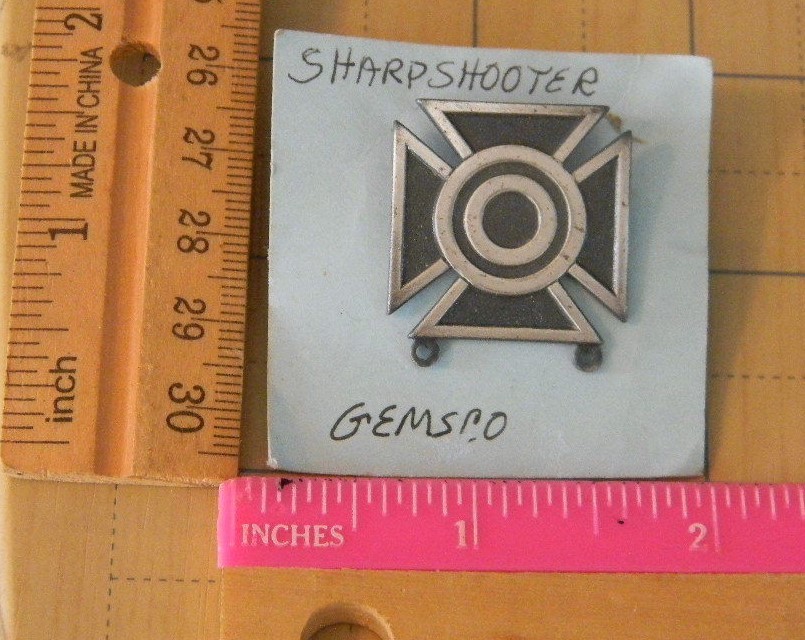 SHARPSHOOTER
GEMSCO
MADE IN CHINA
2
1
inch
26
27
28
29
30
INCHES
1
2